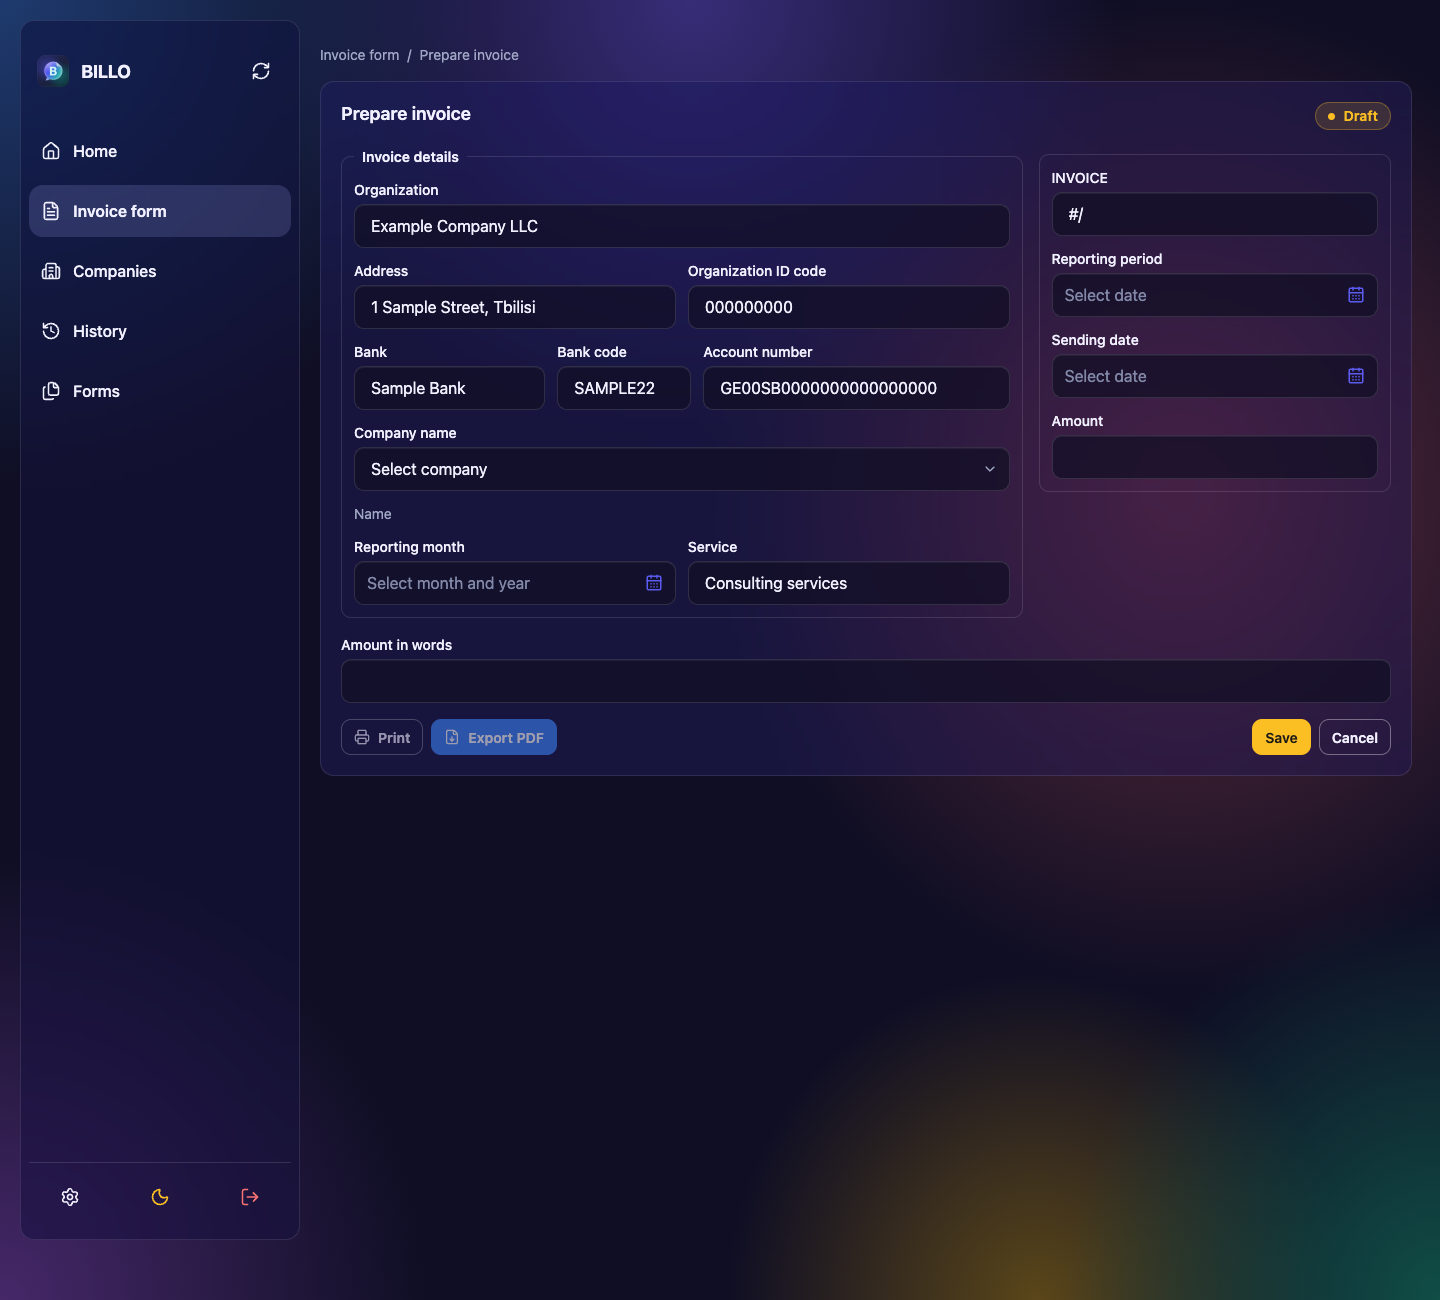 BILLO
Home
Invoice form
Companies
History
Forms
Invoice form / Prepare invoice
Prepare invoice
Draft
Invoice details
Organization
Example Company LLC
Address
Organization ID code
1 Sample Street, Tbilisi
000000000
Bank
Bank code
Account number
Sample Bank
SAMPLE22
GE00SB0000000000000000
Company name
Select company
Name
Reporting month
Service
Select month and year
Consulting services
INVOICE
#/
Reporting period
Select date
Sending date
Select date
Amount
Amount in words
Print
Export PDF
Save
Cancel